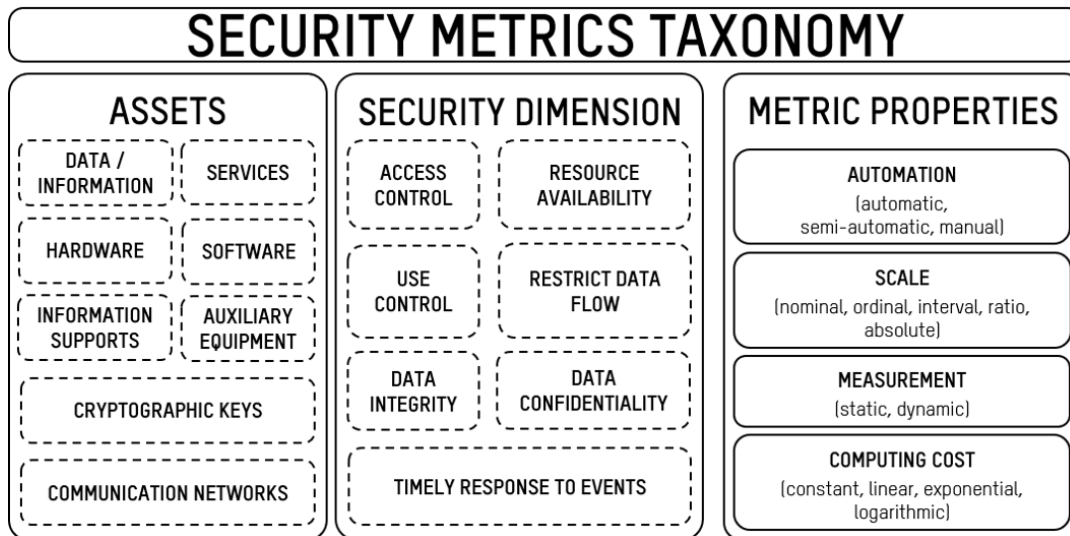 SECURITY METRICS TAXONOMY
ASSETS
DATA /
INFORMATION
SERVICES
HARDWARE
SOFTWARE
INFORMATION
SUPPORTS
AUXILIARY
EQUIPMENT
CRYPTOGRAPHIC KEYS
COMMUNICATION NETWORKS
SECURITY DIMENSION
ACCESS
CONTROL
RESOURCE
AVAILABILITY
USE
CONTROL
RESTRICT DATA
FLOW
DATA
INTEGRITY
DATA
CONFIDENTIALITY
TIMELY RESPONSE TO EVENTS
METRIC PROPERTIES
AUTOMATION
(automatic,
semi-automatic, manual)
SCALE
(nominal, ordinal, interval, ratio,
absolute)
MEASUREMENT
(static, dynamic)
COMPUTING COST
(constant, linear, exponential,
logarithmic)